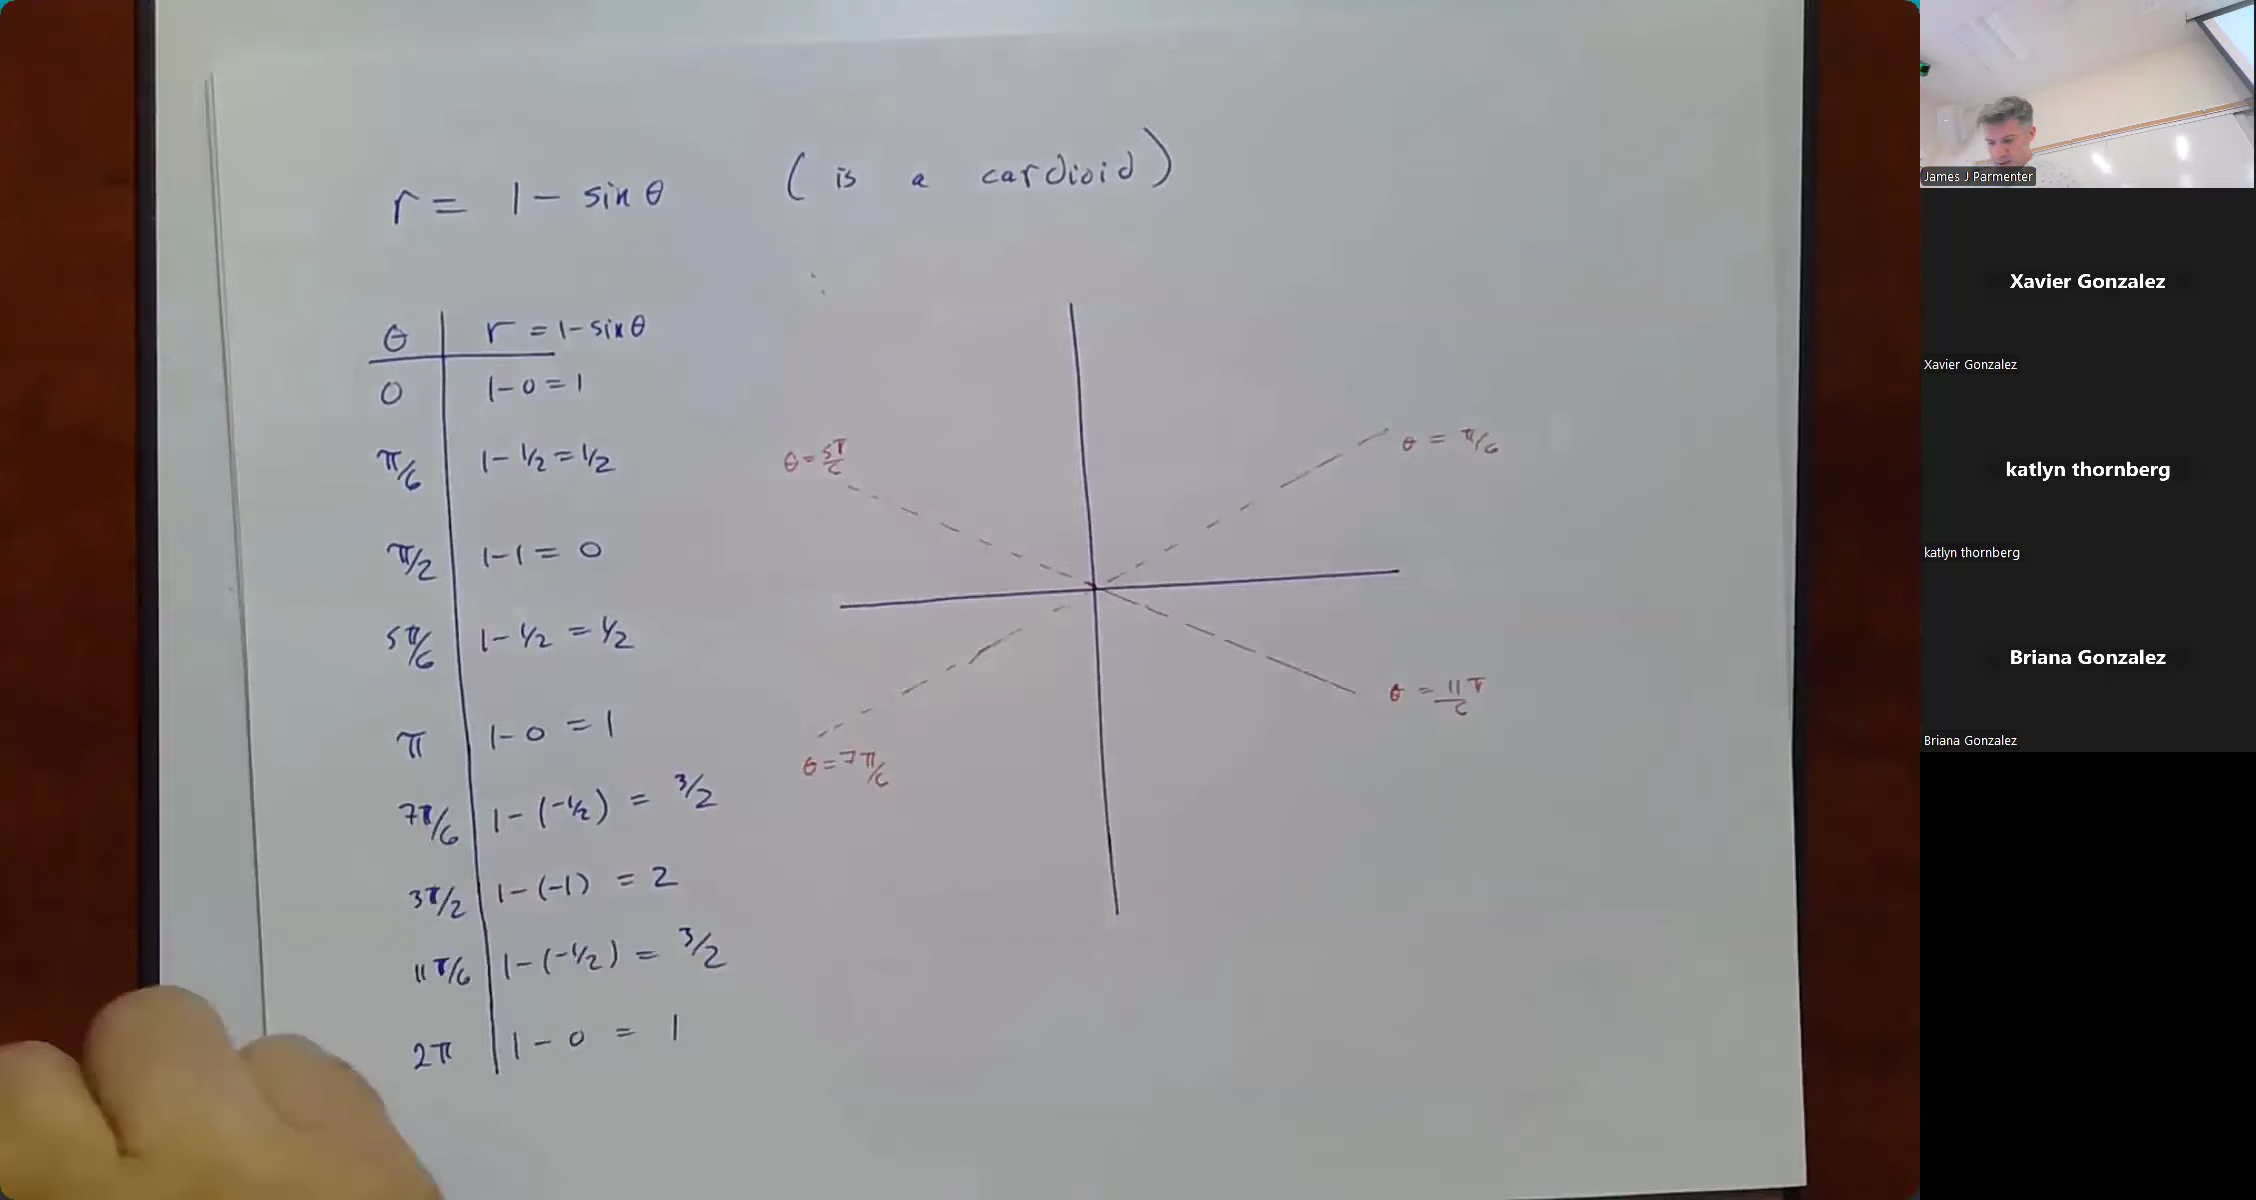 r = 1 - sin θ ( is a cardioid )
θ r = 1 - sin θ
0 1 - 0 = 1
π/6 1 - 1/2 = 1/2
π/2 1 - 1 = 0
5π/6 1 - 1/2 = 1/2
π 1 - 0 = 1
7π/6 1 - (-1/2) = 3/2
3π/2 1 - (-1) = 2
11π/6 1 - (-1/2) = 3/2
2π 1 - 0 = 1
θ = 5π/6
θ = π/6
θ = 7π/6
θ = 11π/6
James J Parmenter
Xavier Gonzalez
Xavier Gonzalez
katlyn thornberg
katlyn thornberg
Briana Gonzalez
Briana Gonzalez